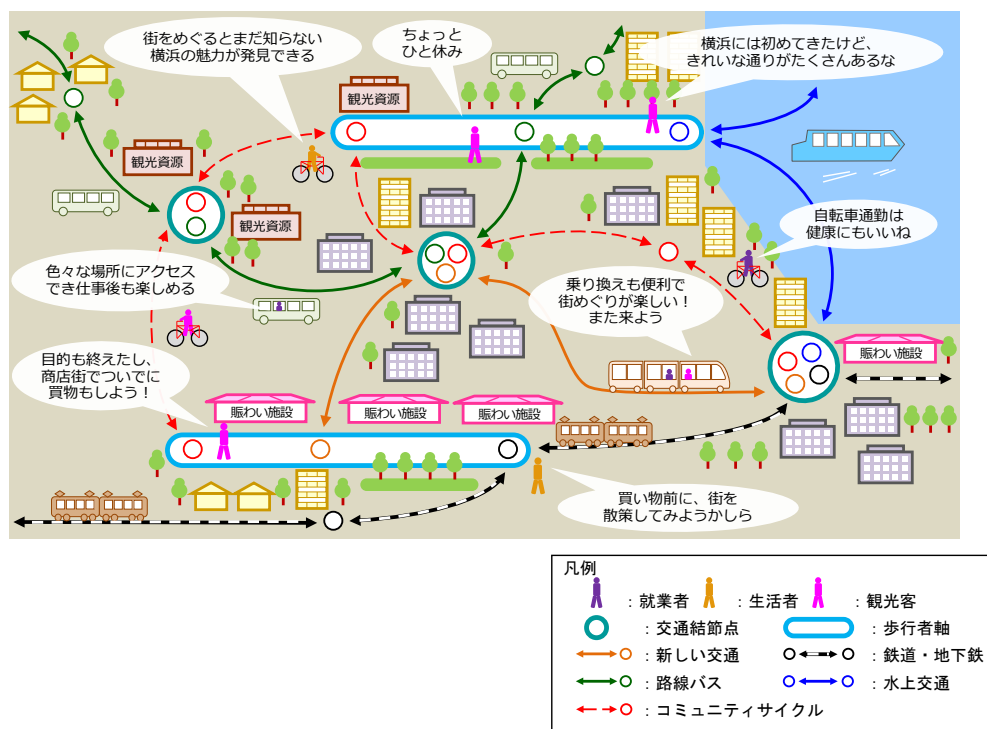 街をめぐるとまだ知らない
横浜の魅力が発見できる
ちょっと
ひと休み
横浜には初めてきたけど、
きれいな通りがたくさんあるな
観光資源
観光資源
観光資源
自転車通勤は
健康にもいいね
色々な場所にアクセス
でき仕事後も楽しめる
乗り換えも便利で
街めぐりが楽しい！
また来よう
目的も終えたし、
商店街でついでに
買物もしよう！
賑わい施設
賑わい施設
賑わい施設
賑わい施設
買い物前に、街を
散策してみようかしら
凡例
：就業者
：生活者
：観光客
：交通結節点
：歩行者軸
：新しい交通
：鉄道・地下鉄
：路線バス
：水上交通
：コミュニティサイクル